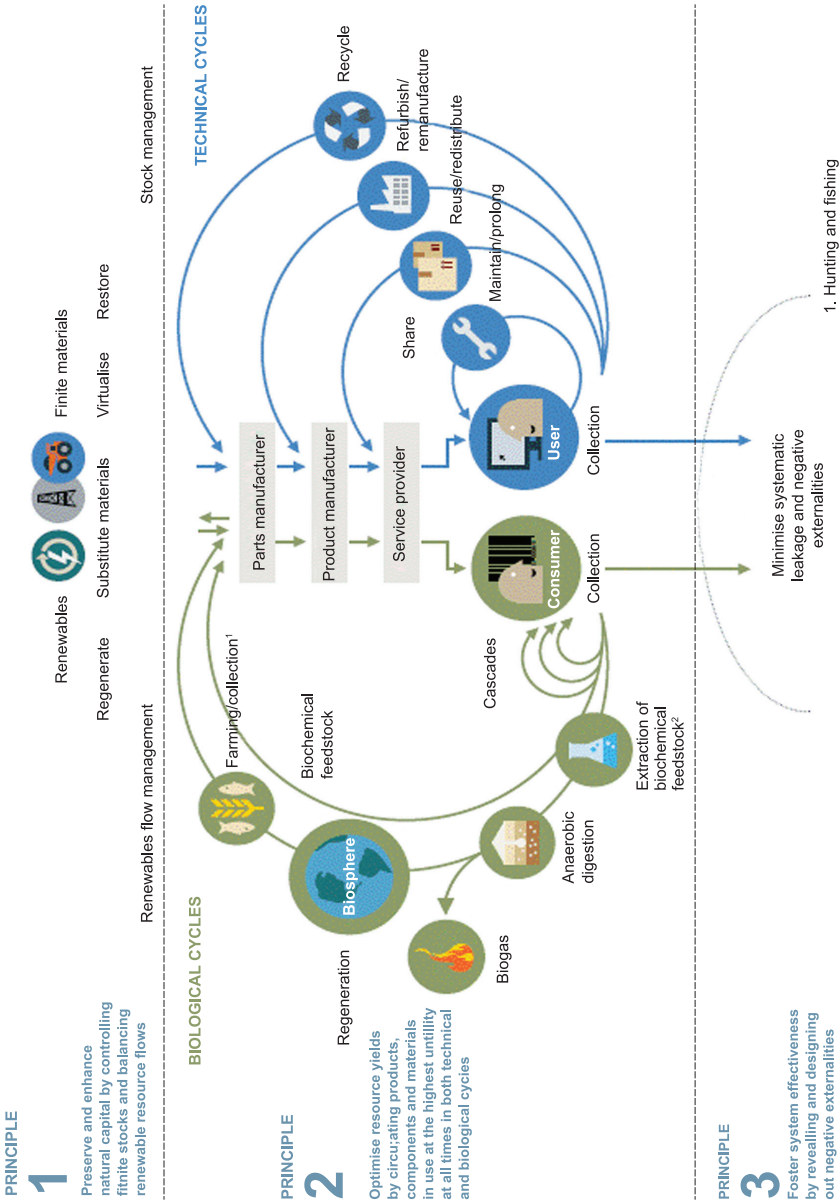 PRINCIPLE
1
Preserve and enhance
natural capital by controlling
fitnite stocks and balancing
renewable resource flows
Renewables
Finite materials
Regenerate
Substitute materials
Virtualise
Restore
Renewables flow management
Stock management
PRINCIPLE
2
Optimise resource yields
by circu;ating products,
components and materials
in use at the highest untillity
at all times in both technical
and biological cycies
BIOLOGICAL CYCLES
TECHNICAL CYCLES
Farming/collection¹
Biochemical
feedstock
Regeneration
Biosphere
Biogas
Anaerobic
digestion
Extraction of
biochemical
feedstock²
Cascades
Parts manufacturer
Product manufacturer
Service provider
Consumer
Collection
User
Collection
Share
Maintain/prolong
Reuse/redistribute
Refurbish/
remanufacture
Recycle
PRINCIPLE
3
Foster system effectiveness
by revealling and designing
out negative externalities
Minimise systematic
leakage and negative
externalities
1. Hunting and fishing